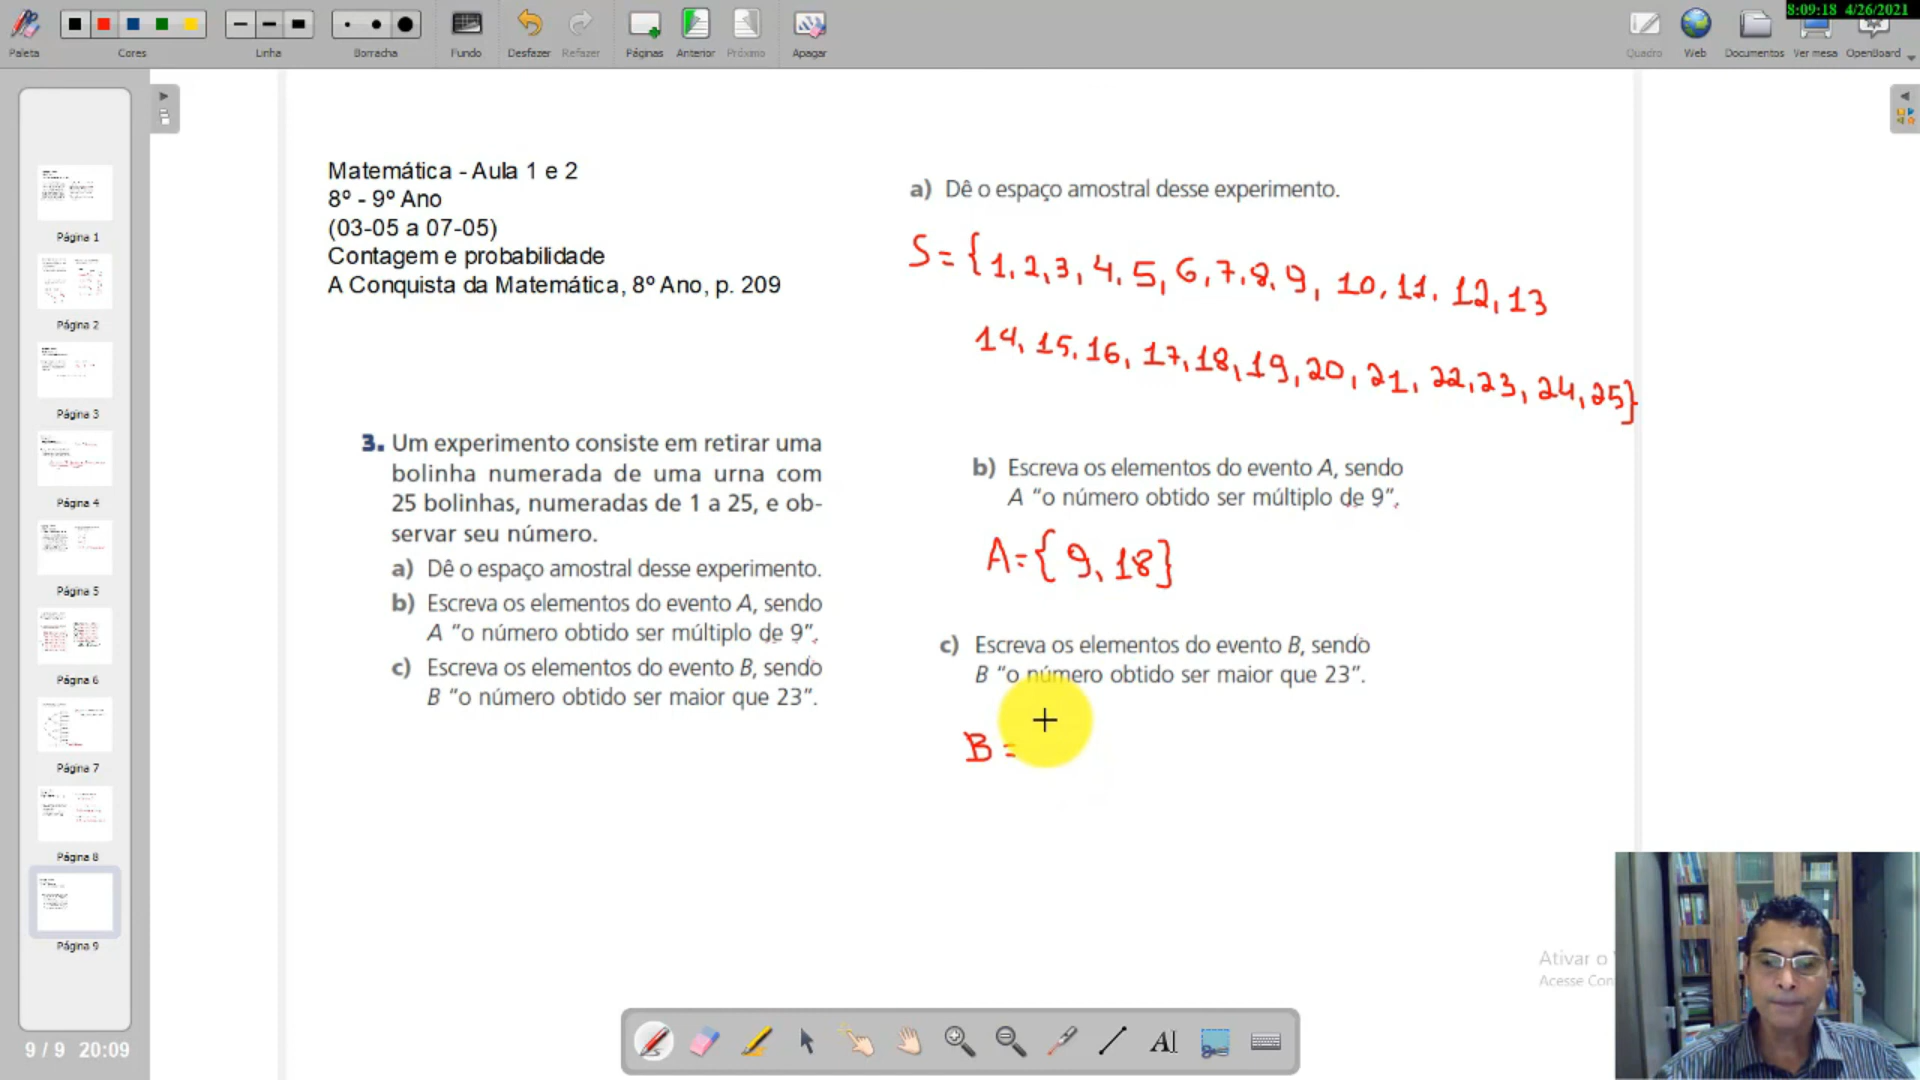 8:09:18 4/26/2021
Paleta
Cores
Linha
Borracha
Fundo
Desfazer
Refazer
Páginas
Anterior
Próximo
Apagar
Quadro
Web
Documentos
Ver mesa
OpenBoard
Página 1
Página 2
Página 3
Página 4
Página 5
Página 6
Página 7
Página 8
Página 9
9 / 9 20:09
Matemática - Aula 1 e 2
8º - 9º Ano
(03-05 a 07-05)
Contagem e probabilidade
A Conquista da Matemática, 8º Ano, p. 209
3. Um experimento consiste em retirar uma
bolinha numerada de uma urna com
25 bolinhas, numeradas de 1 a 25, e ob-
servar seu número.
a) Dê o espaço amostral desse experimento.
b) Escreva os elementos do evento A, sendo
A “o número obtido ser múltiplo de 9”.
c) Escreva os elementos do evento B, sendo
B “o número obtido ser maior que 23”.
a) Dê o espaço amostral desse experimento.
S = {1, 2, 3, 4, 5, 6, 7, 8, 9, 10, 11, 12, 13
14, 15, 16, 17, 18, 19, 20, 21, 22, 23, 24, 25}
b) Escreva os elementos do evento A, sendo
A “o número obtido ser múltiplo de 9”.
A = {9, 18}
c) Escreva os elementos do evento B, sendo
B “o número obtido ser maior que 23”.
B =
Ativar o
Acesse Con
AI